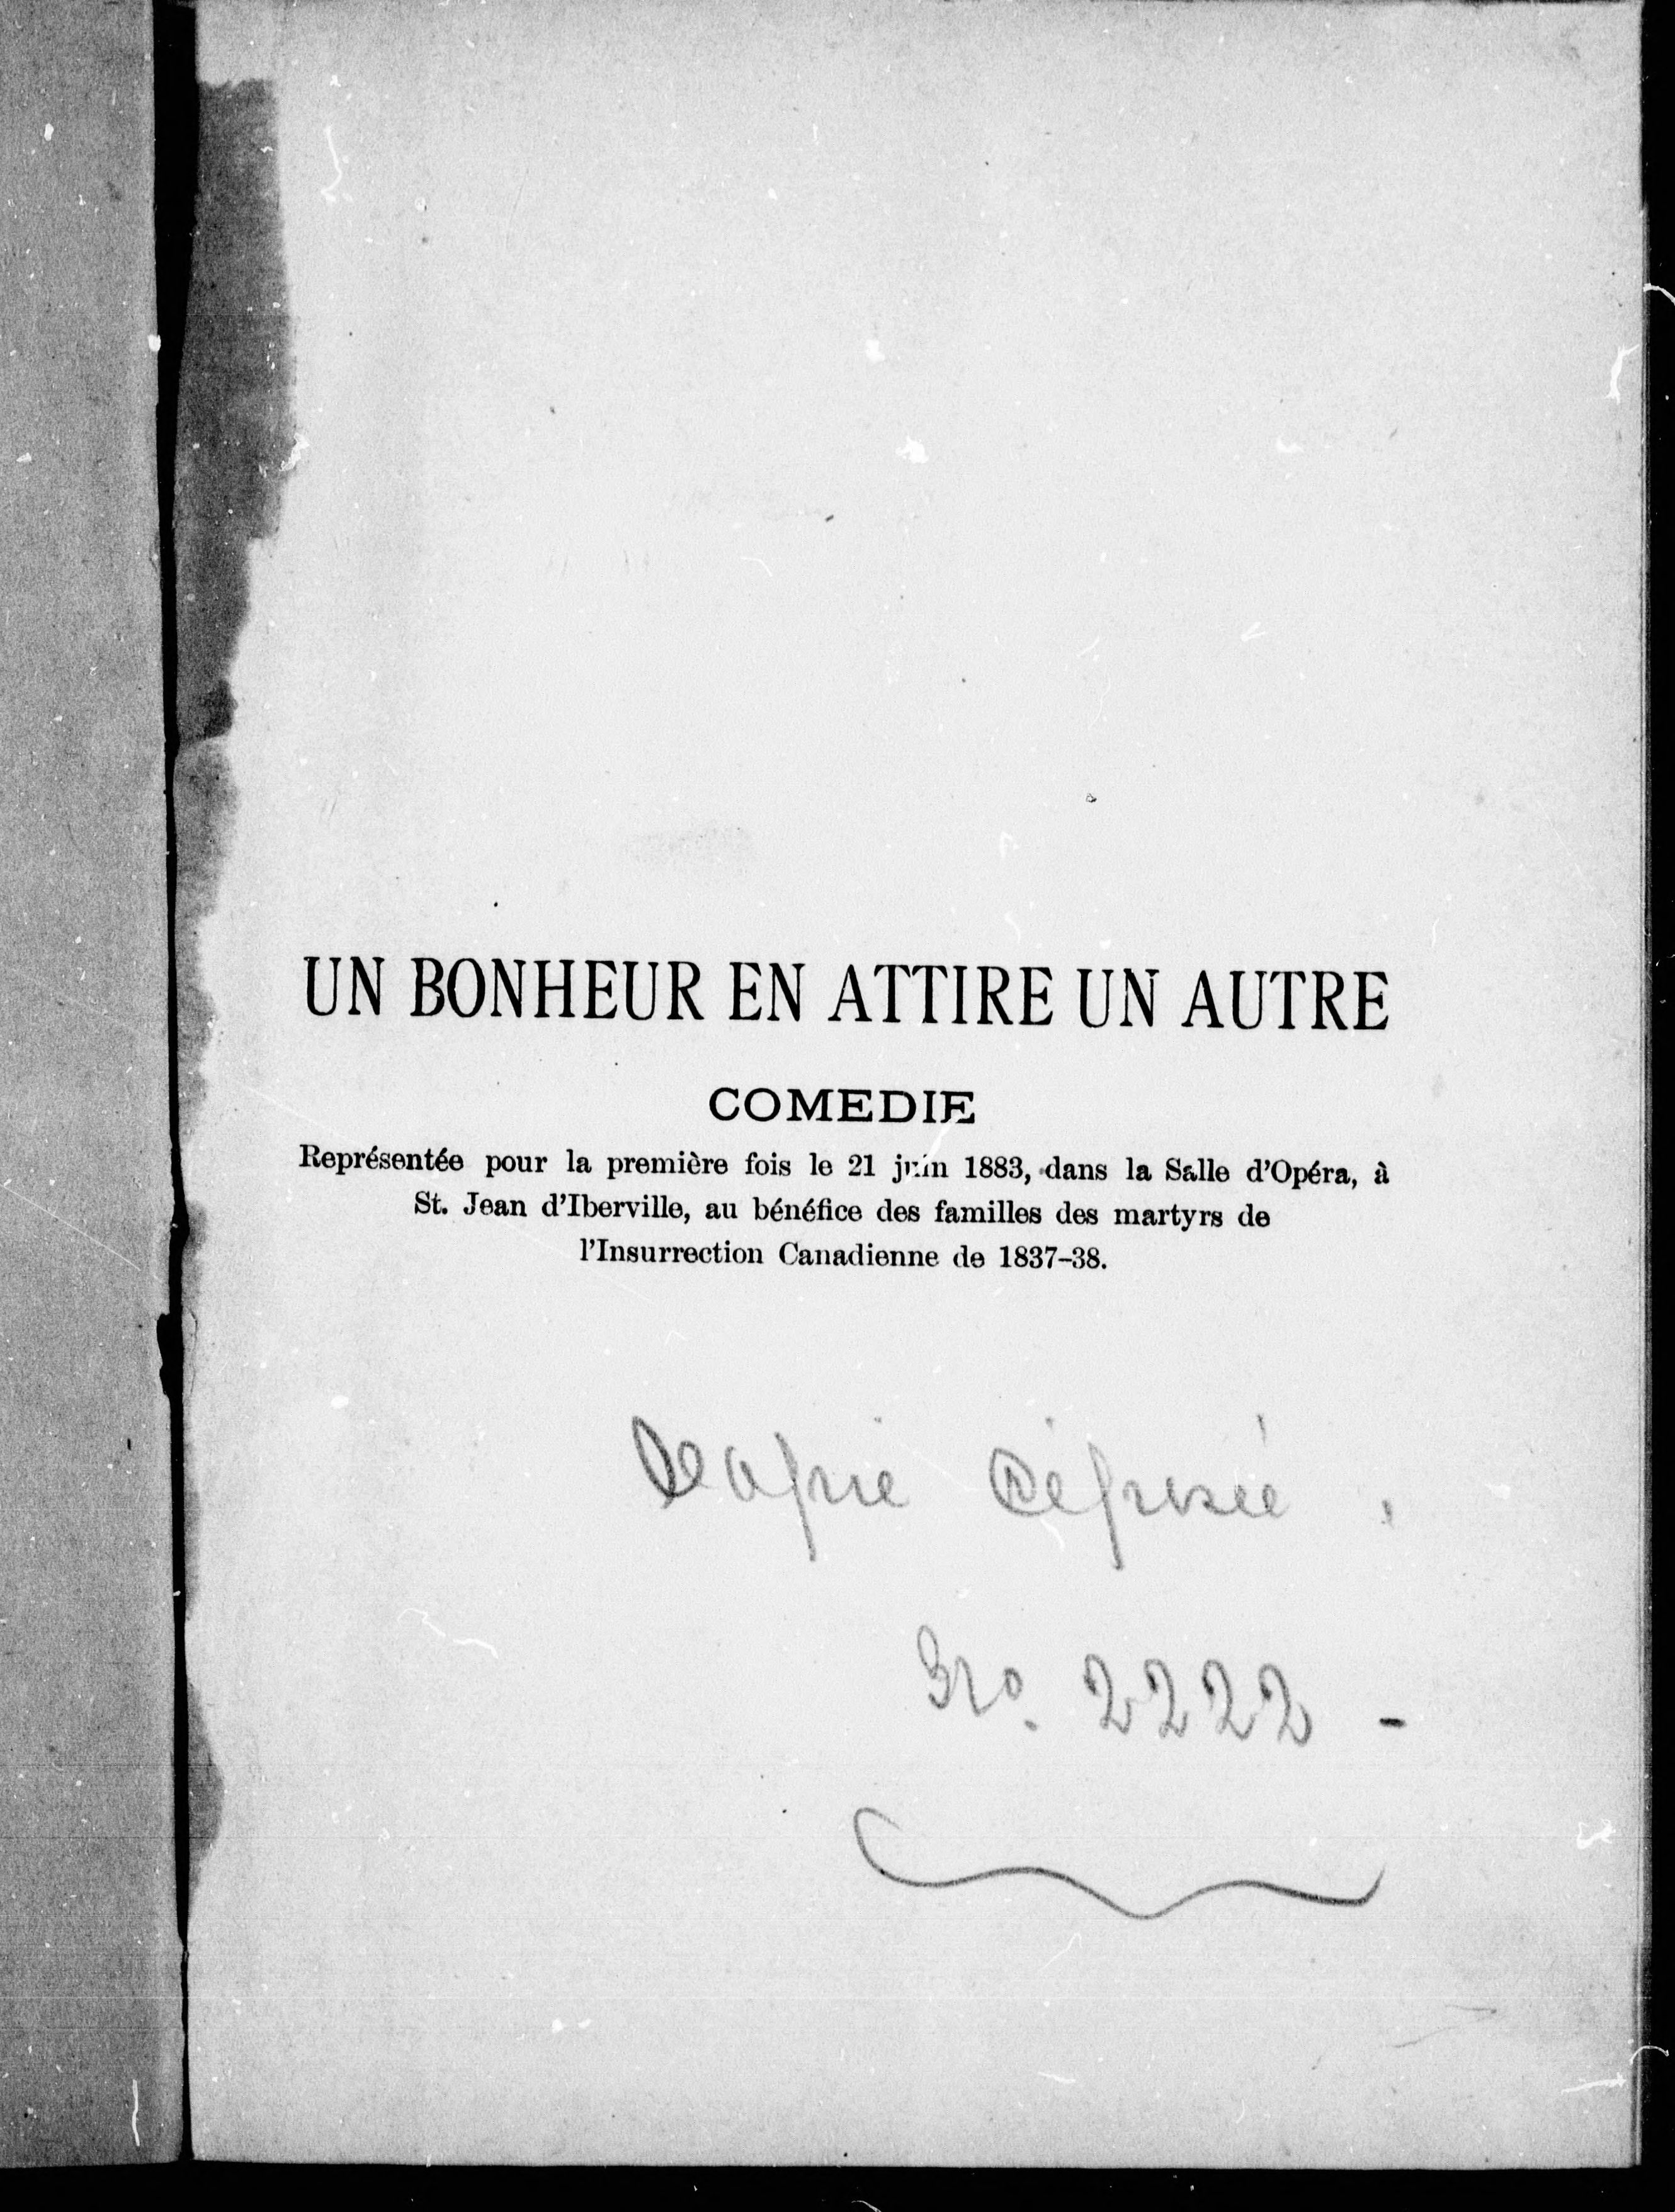 UN BONHEUR EN ATTIRE UN AUTRE
COMEDIE
Représentée pour la première fois le 21 juin 1883, dans la Salle d'Opéra, à
St. Jean d'Iberville, au bénéfice des familles des martyrs de
l'Insurrection Canadienne de 1837-38.
No. 2222 -